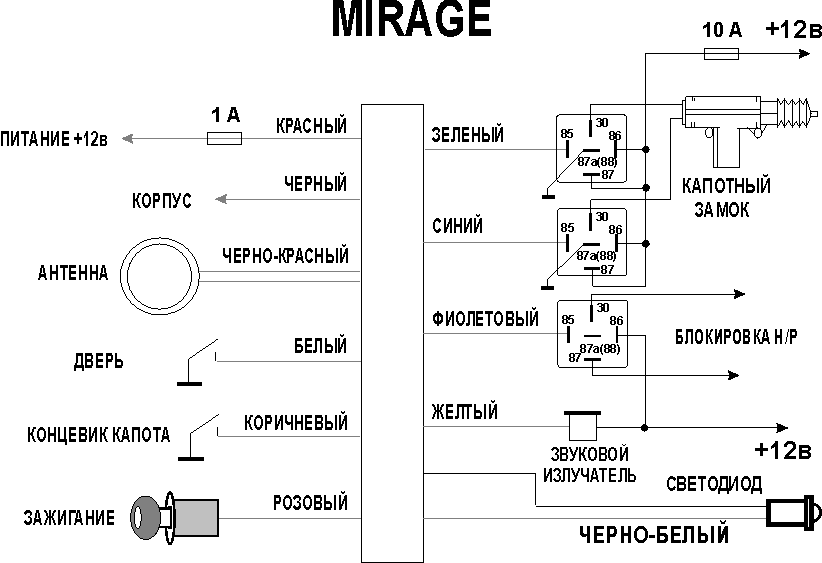 MIRAGE
10 А
+12в
1 А
КРАСНЫЙ
ПИТАНИЕ +12в
ЧЕРНЫЙ
КОРПУС
ЧЕРНО-КРАСНЫЙ
АНТЕННА
БЕЛЫЙ
ДВЕРЬ
КОРИЧНЕВЫЙ
КОНЦЕВИК КАПОТА
РОЗОВЫЙ
ЗАЖИГАНИЕ
ЗЕЛЕНЫЙ
85
30
86
87а(88)
87
КАПОТНЫЙ
ЗАМОК
СИНИЙ
85
30
86
87а(88)
87
ФИОЛЕТОВЫЙ
85
30
86
87а(88)
87
БЛОКИРОВКА Н/Р
ЖЕЛТЫЙ
+12в
ЗВУКОВОЙ
ИЗЛУЧАТЕЛЬ
СВЕТОДИОД
ЧЕРНО-БЕЛЫЙ